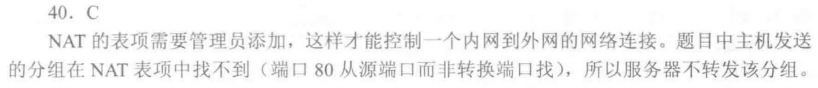 40．C
NAT 的表项需要管理员添加，这样才能控制一个内网到外网的网络连接。题目中主机发送
的分组在 NAT 表项中找不到（端口 80 从源端口而非转换端口找），所以服务器不转发该分组。